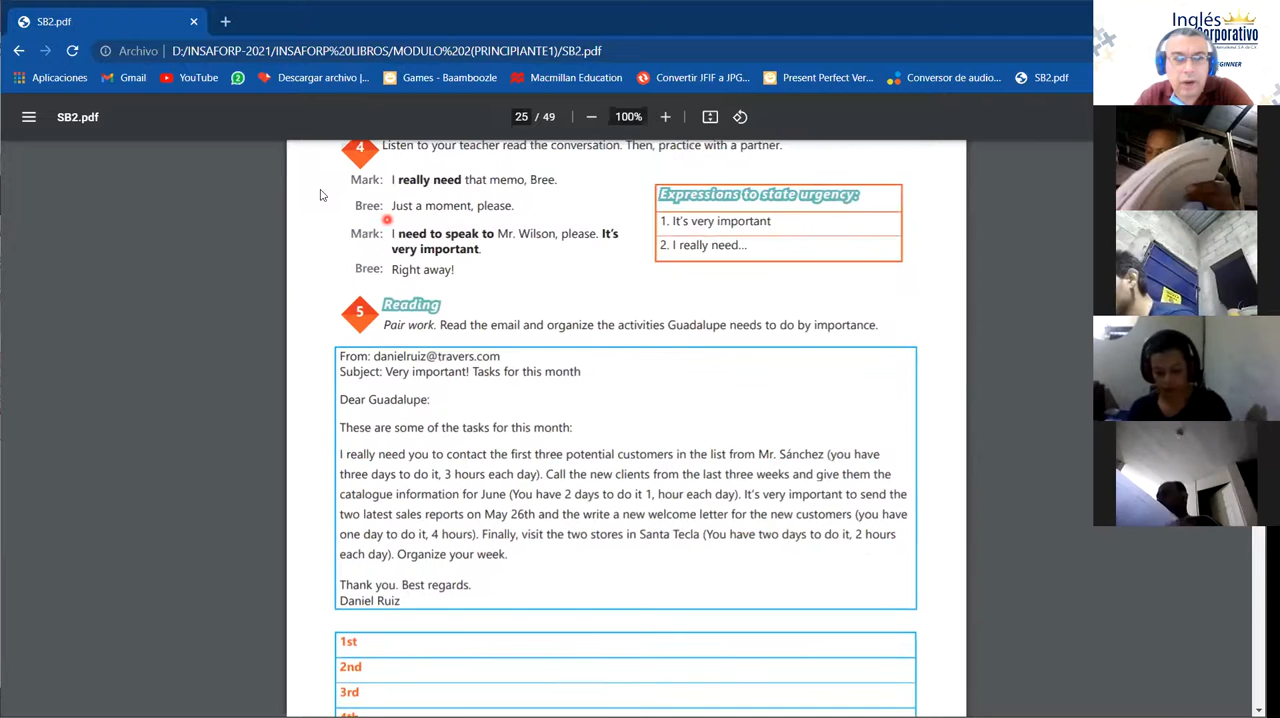 SB2.pdf
Archivo D:/INSAFORP-2021/INSAFORP%20LIBROS/MODULO%202(PRINCIPIANTE1)/SB2.pdf
Aplicaciones Gmail YouTube Descargar archivo |... Games - Baamboozle Macmillan Education Convertir JFIF a JPG... Present Perfect Ver... Conversor de audio... SB2.pdf
SB2.pdf 25 / 49 100%
4 Listen to your teacher read the conversation. Then, practice with a partner.
Mark: I really need that memo, Bree.
Bree: Just a moment, please.
Mark: I need to speak to Mr. Wilson, please. It's
very important.
Bree: Right away!
Expressions to state urgency:
1. It's very important
2. I really need...
5 Reading
Pair work. Read the email and organize the activities Guadalupe needs to do by importance.
From: danielruiz@travers.com
Subject: Very important! Tasks for this month
Dear Guadalupe:
These are some of the tasks for this month:
I really need you to contact the first three potential customers in the list from Mr. Sánchez (you have
three days to do it, 3 hours each day). Call the new clients from the last three weeks and give them the
catalogue information for June (You have 2 days to do it 1, hour each day). It's very important to send the
two latest sales reports on May 26th and the write a new welcome letter for the new customers (you have
one day to do it, 4 hours). Finally, visit the two stores in Santa Tecla (You have two days to do it, 2 hours
each day). Organize your week.
Thank you. Best regards.
Daniel Ruiz
1st
2nd
3rd
4th
Inglés
Corporativo